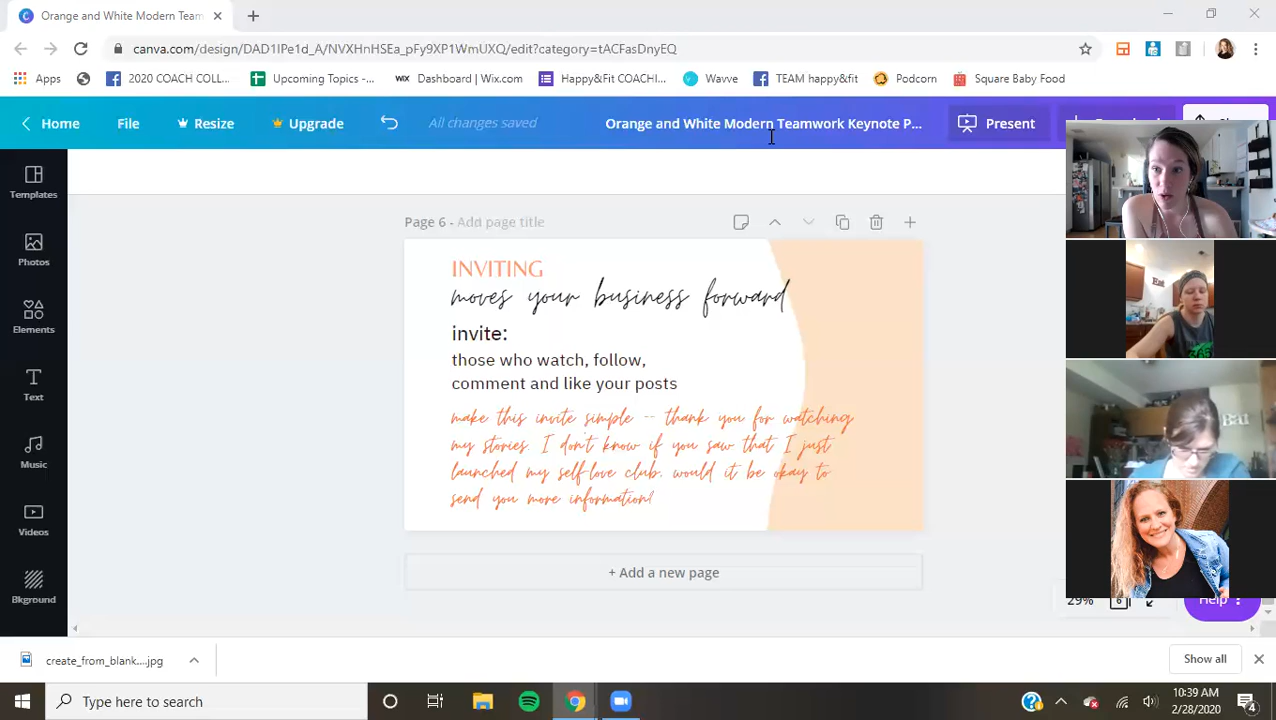 Orange and White Modern Team
canva.com/design/DAD1IPe1d_A/NVXHnHSEa_pFy9XP1WmUXQ/edit?category=tACFasDnyEQ
Apps
2020 COACH COLL...
Upcoming Topics -...
WiX Dashboard | Wix.com
Happy&Fit COACHI...
Wavve
TEAM happy&fit
Podcorn
Square Baby Food
Home
File
Resize
Upgrade
All changes saved
Orange and White Modern Teamwork Keynote P...
Present
Templates
Photos
Elements
Text
Music
Videos
Bkground
Page 6 - Add page title
INVITING
moves your business forward
invite:
those who watch, follow,
comment and like your posts
make this invite simple -- thank you for watching
my stories. I don't know if you saw that I just
launched my self-love club. would it be okay to
send you more information?
+ Add a new page
29%
6
Help
Eat
create_from_blank....jpg
Show all
Type here to search
10:39 AM
2/28/2020
4